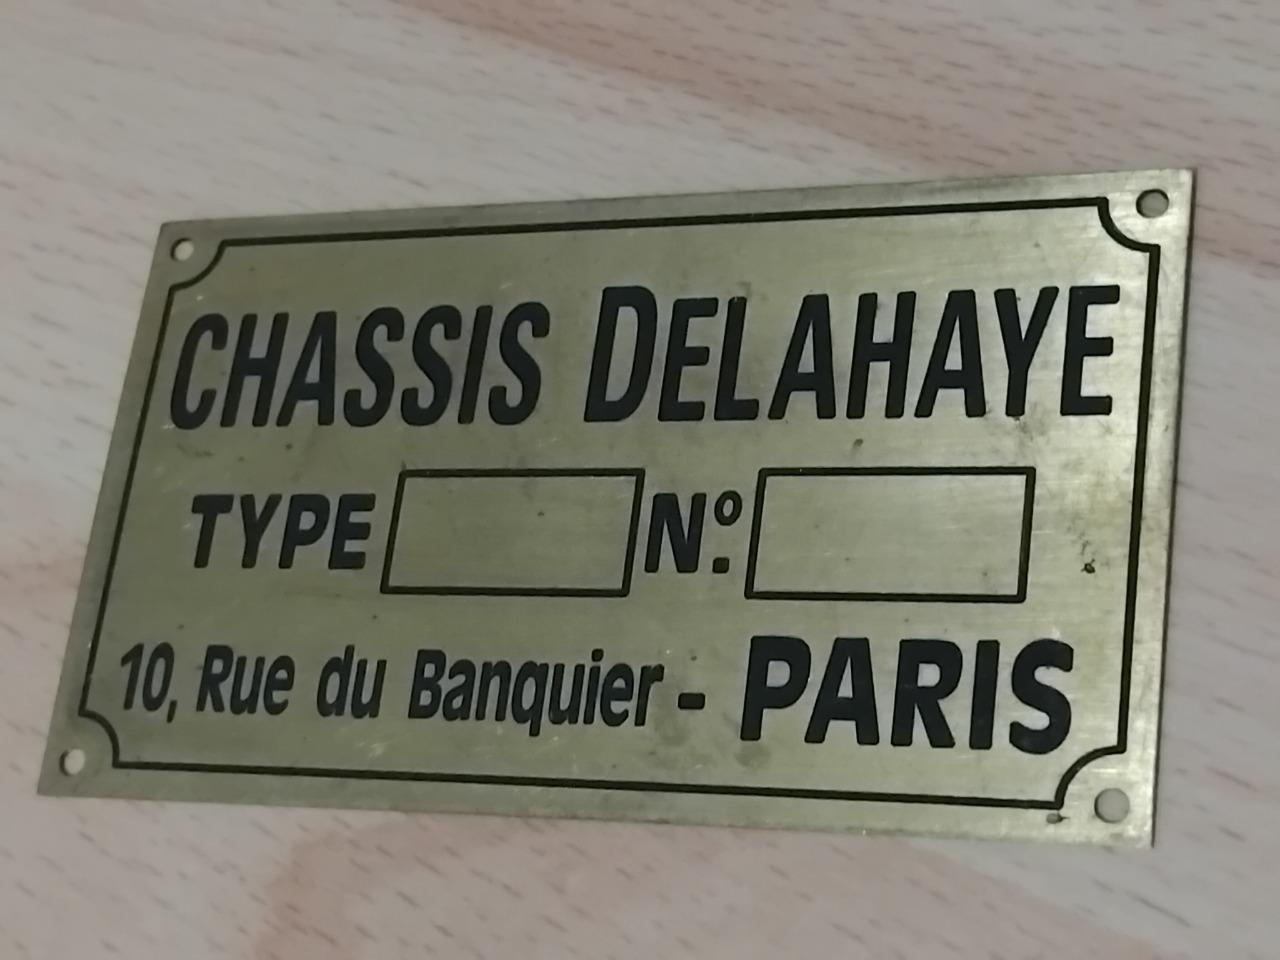 CHASSIS DELAHAYE
TYPE N.º
10, Rue du Banquier - PARIS